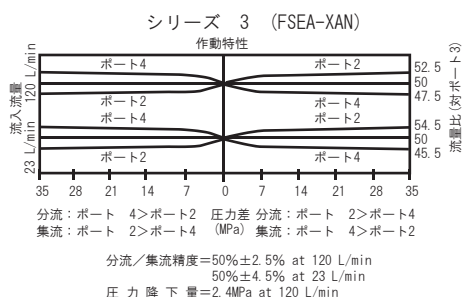 シリーズ 3 (FSEA-XAN)
作動特性
流入流量
120 L/min
23 L/min
ポート4
ポート2
ポート2
ポート4
ポート4
ポート2
ポート2
ポート4
52.5
50
47.5
54.5
50
45.5
流量比(対ポート3)
35 28 21 14 7 0 7 14 21 28 35
分流:ポート 4>ポート2 圧力差 分流:ポート 2>ポート4
集流:ポート 2>ポート4 (MPa) 集流:ポート 4>ポート2
分流/集流精度=50%±2.5% at 120 L/min
50%±4.5% at 23 L/min
圧力降下量=2.4MPa at 120 L/min